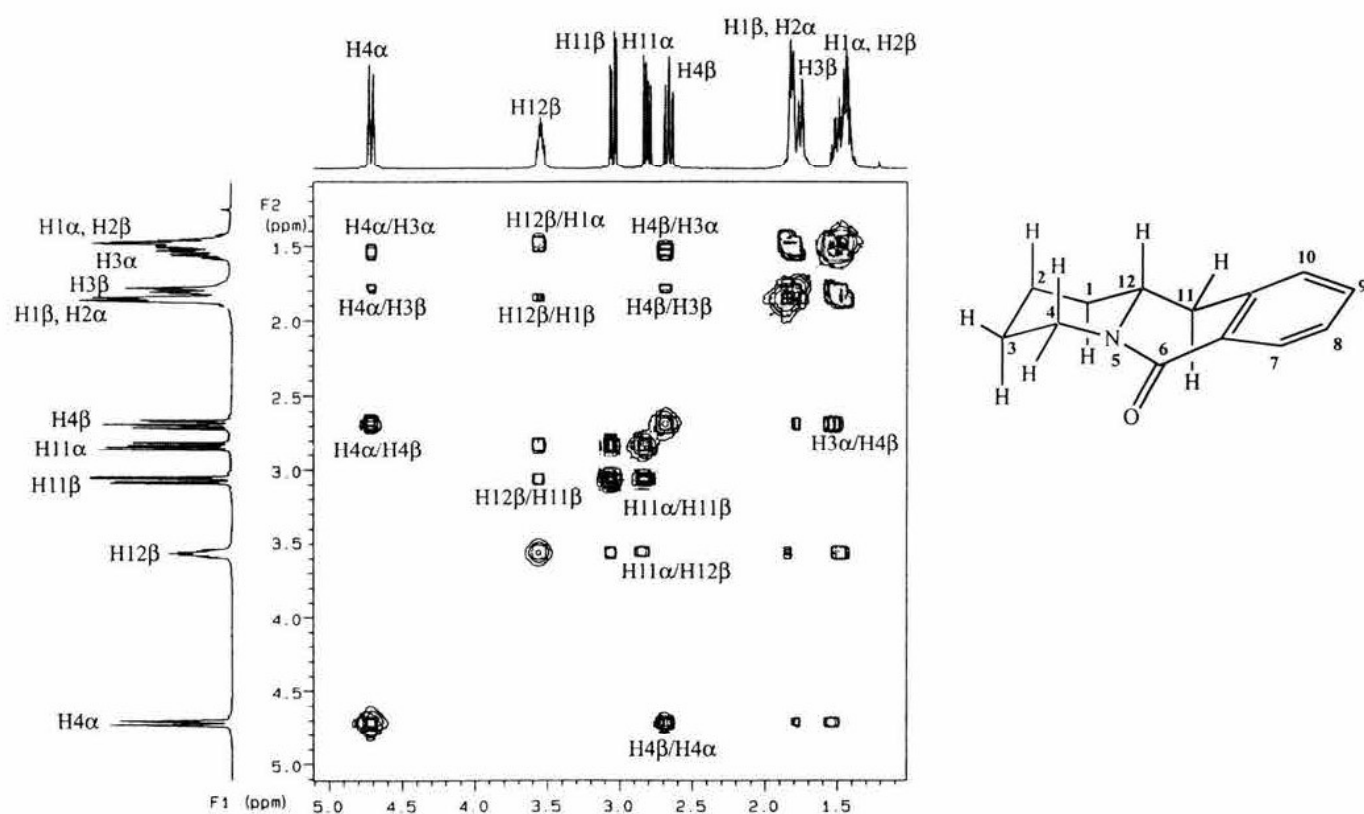 H4α
H12β
H11β
H11α
H4β
H1β, H2α
H3β
H1α, H2β
H1α, H2β
H3α
H3β
H1β, H2α
H4β
H11α
H11β
H12β
H4α
F2
(ppm)
1.5
2.0
2.5
3.0
3.5
4.0
4.5
5.0
H4α/H3α
H12β/H1α
H4β/H3α
H4α/H3β
H12β/H1β
H4β/H3β
H4α/H4β
H3α/H4β
H12β/H11β
H11α/H11β
H11α/H12β
H4β/H4α
F1 (ppm)
5.0 4.5 4.0 3.5 3.0 2.5 2.0 1.5
H
H
H
H
2
12
10
9
1
11
4
H
N
H
3
5
6
7
8
H
H
H
O